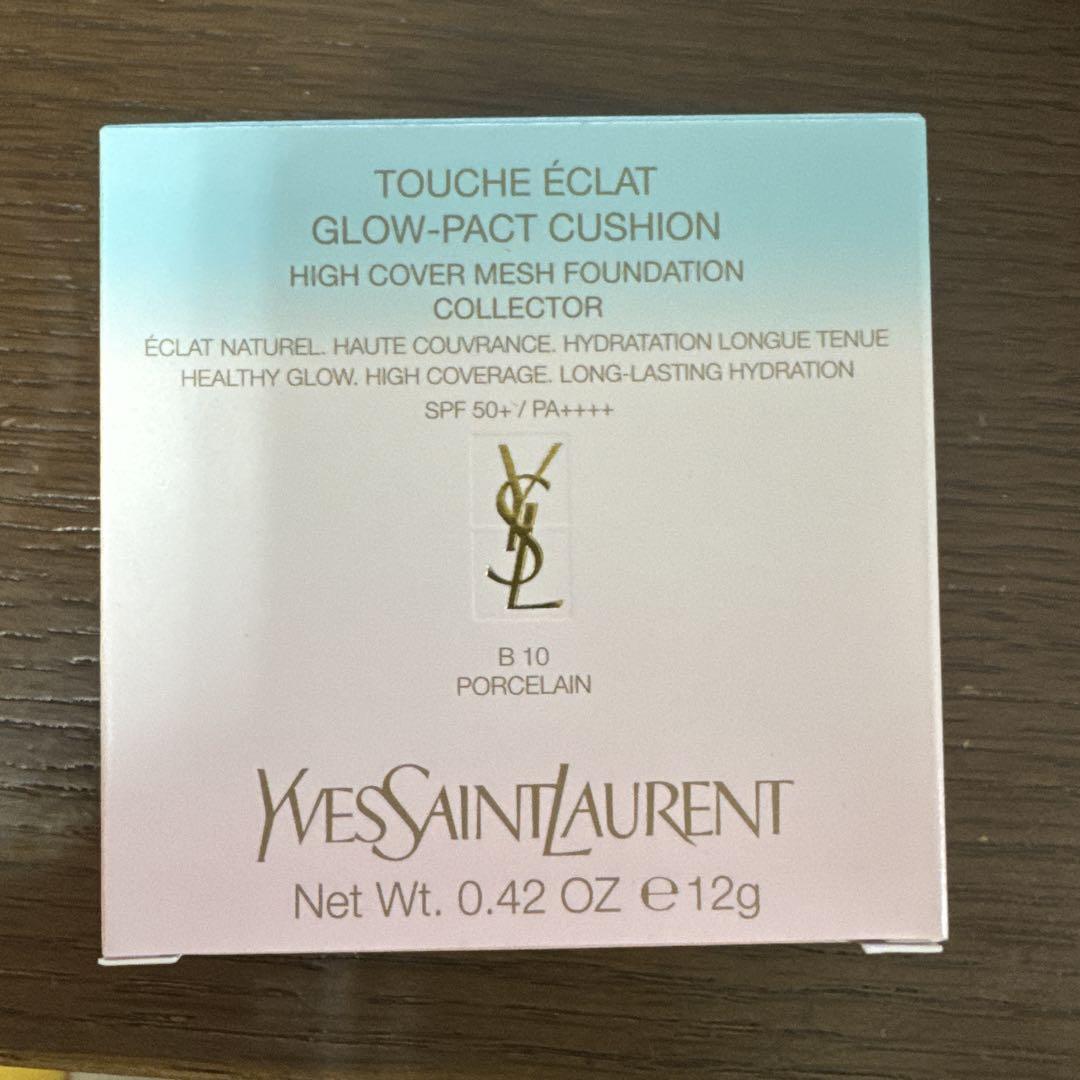 TOUCHE ÉCLAT
GLOW-PACT CUSHION
HIGH COVER MESH FOUNDATION
COLLECTOR
ÉCLAT NATUREL. HAUTE COUVRANCE. HYDRATATION LONGUE TENUE
HEALTHY GLOW. HIGH COVERAGE. LONG-LASTING HYDRATION
SPF 50+ / PA++++
YSL
B 10
PORCELAIN
YVESSAINTLAURENT
Net Wt. 0.42 OZ ℮ 12g